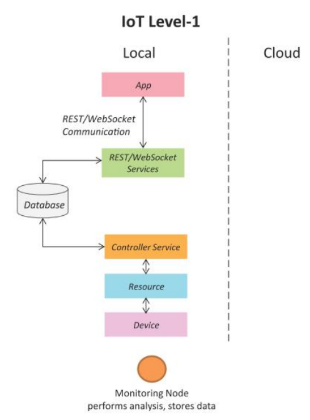 IoT Level-1
Local
Cloud
App
REST/WebSocket
Communication
REST/WebSocket
Services
Database
Controller Service
Resource
Device
Monitoring Node
performs analysis, stores data